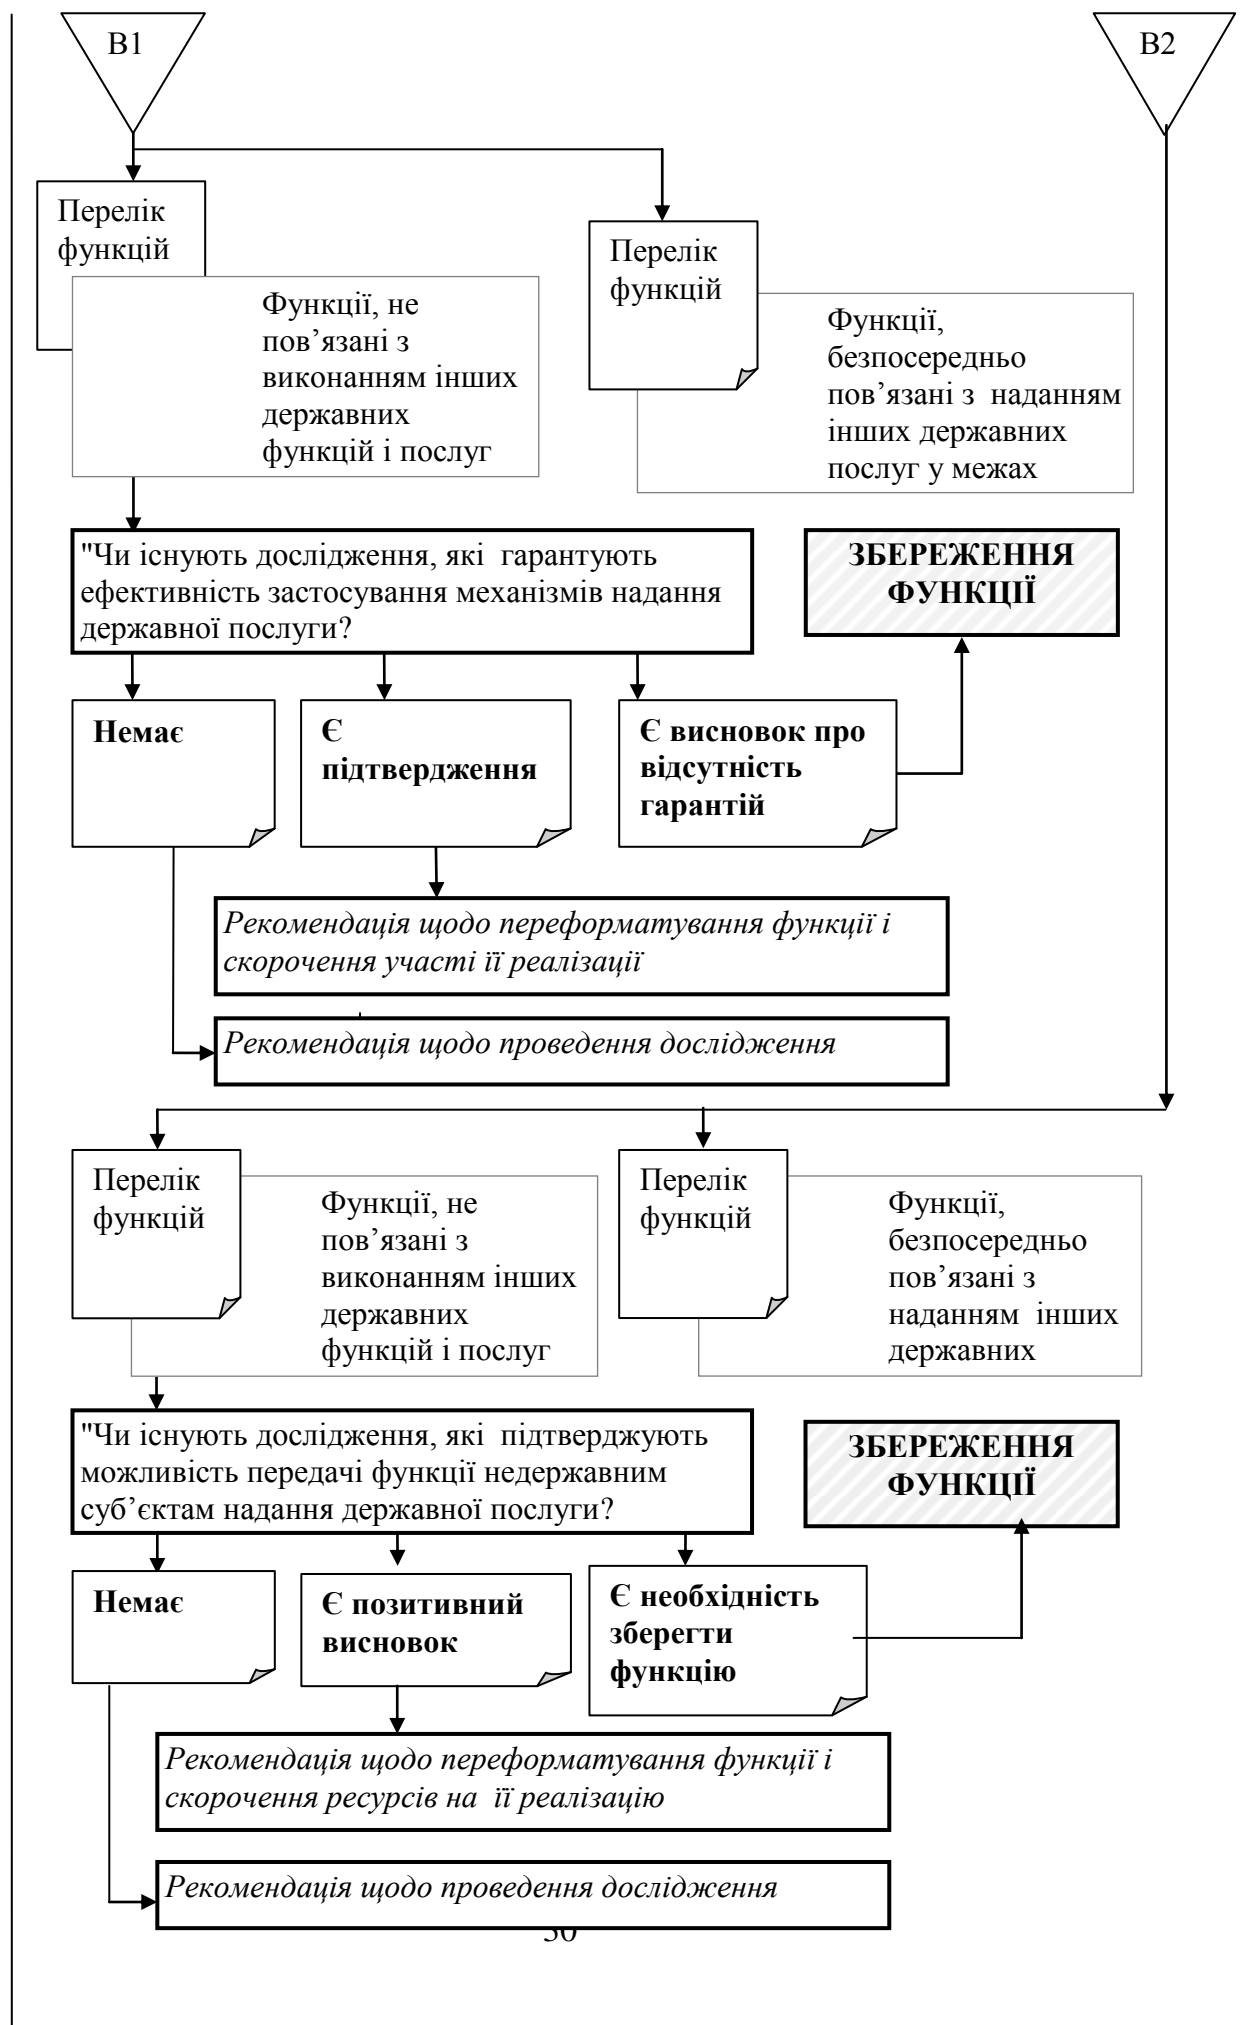 В1
В2
Перелік
функцій
Функції, не
пов’язані з
виконанням інших
державних
функцій і послуг
Перелік
функцій
Функції,
безпосередньо
пов’язані з наданням
інших державних
послуг у межах
"Чи існують дослідження, які гарантують
ефективність застосування механізмів надання
державної послуги?
ЗБЕРЕЖЕННЯ
ФУНКЦІЇ
Немає
Є
підтвердження
Є висновок про
відсутність
гарантій
Рекомендація щодо переформатування функції і
скорочення участі її реалізації
Рекомендація щодо проведення дослідження
Перелік
функцій
Функції, не
пов’язані з
виконанням інших
державних
функцій і послуг
Перелік
функцій
Функції,
безпосередньо
пов’язані з
наданням інших
державних
"Чи існують дослідження, які підтверджують
можливість передачі функції недержавним
суб’єктам надання державної послуги?
ЗБЕРЕЖЕННЯ
ФУНКЦІЇ
Немає
Є позитивний
висновок
Є необхідність
зберегти
функцію
Рекомендація щодо переформатування функції і
скорочення ресурсів на її реалізацію
Рекомендація щодо проведення дослідження